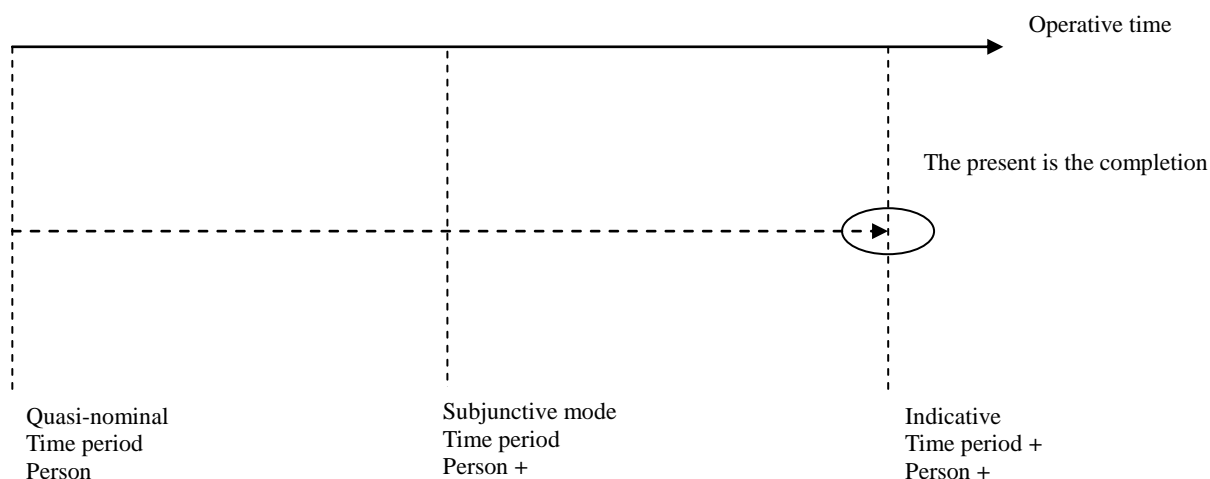 Operative time
The present is the completion
Quasi-nominal
Time period
Person
Subjunctive mode
Time period
Person +
Indicative
Time period +
Person +